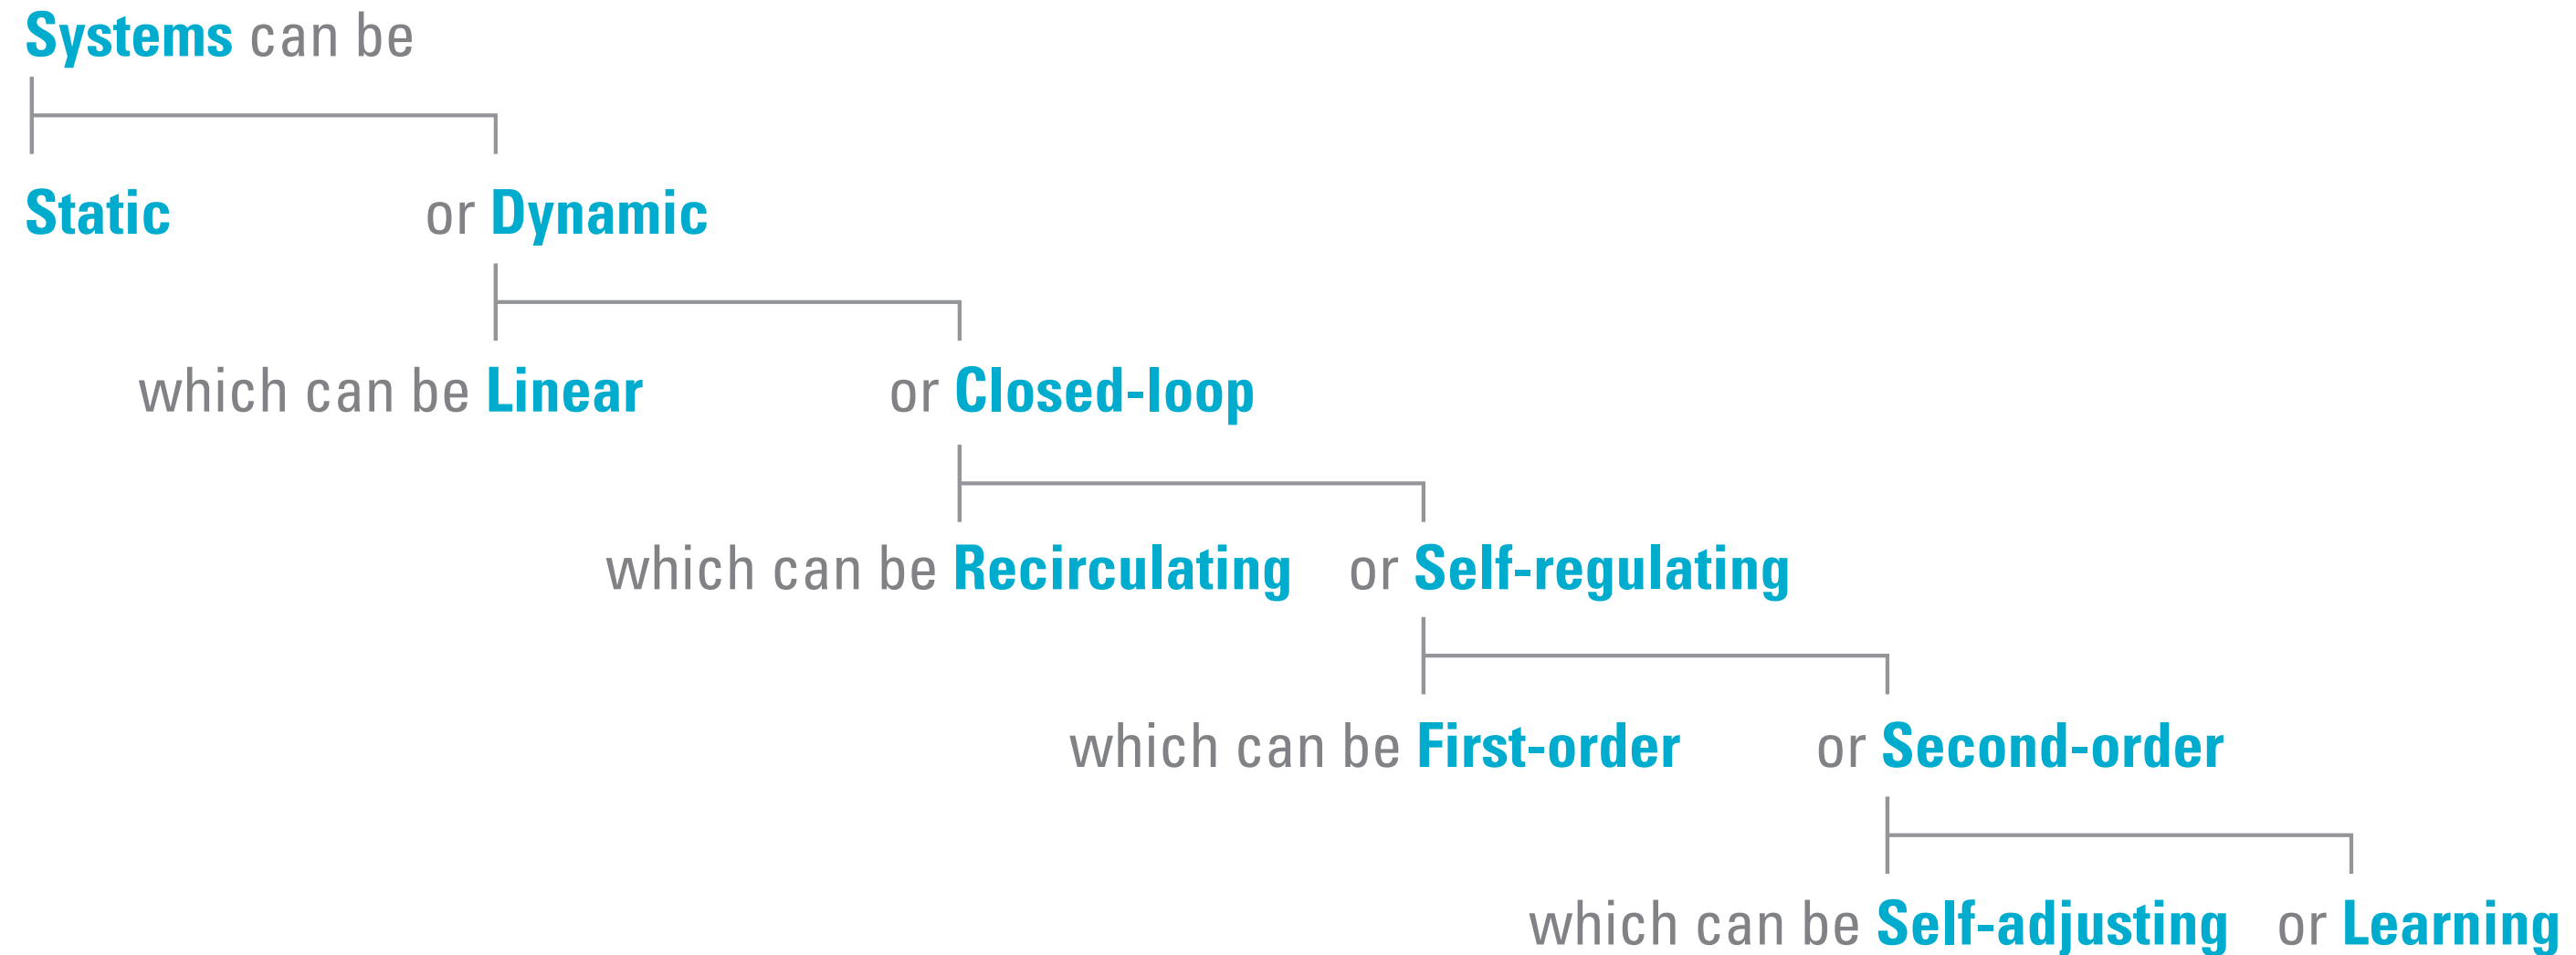 Systems can be
Static or Dynamic
which can be Linear or Closed-loop
which can be Recirculating or Self-regulating
which can be First-order or Second-order
which can be Self-adjusting or Learning